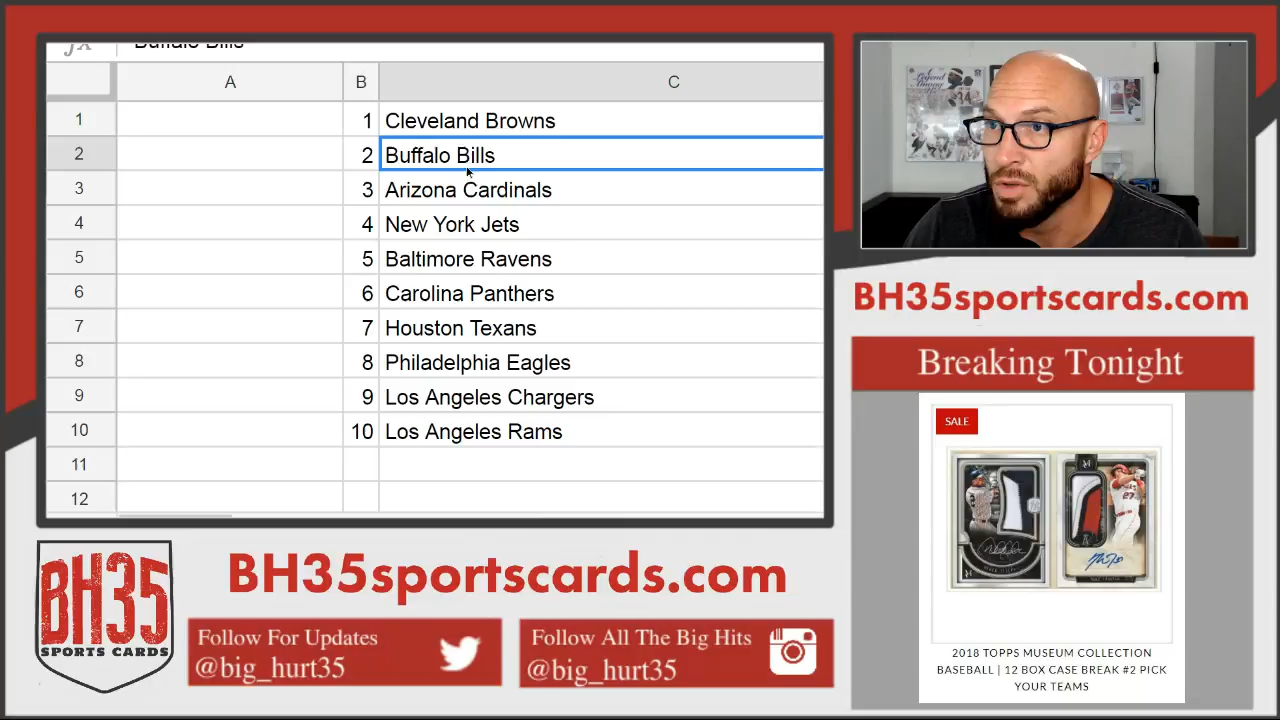 fx Buffalo Bills
A B C
1 1 Cleveland Browns
2 2 Buffalo Bills
3 3 Arizona Cardinals
4 4 New York Jets
5 5 Baltimore Ravens
6 6 Carolina Panthers
7 7 Houston Texans
8 8 Philadelphia Eagles
9 9 Los Angeles Chargers
10 10 Los Angeles Rams
11
12
34
BH35sportscards.com
Breaking Tonight
SALE
27
2018 TOPPS MUSEUM COLLECTION
BASEBALL | 12 BOX CASE BREAK #2 PICK
YOUR TEAMS
BH35
SPORTS CARDS
BH35sportscards.com
Follow For Updates
@big_hurt35
Follow All The Big Hits
@big_hurt35